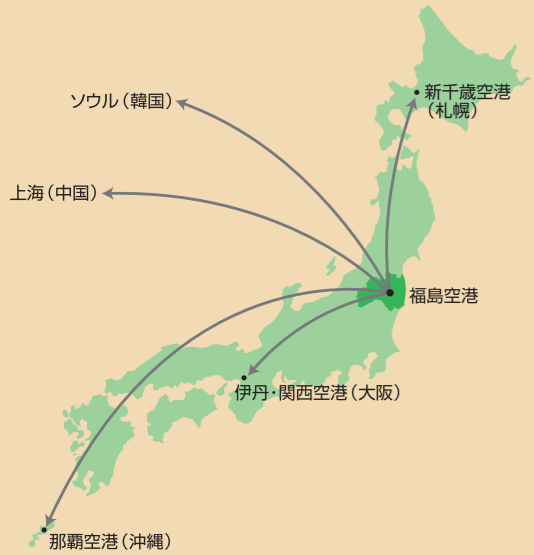 ソウル（韓国）
新千歳空港
（札幌）
上海（中国）
福島空港
伊丹・関西空港（大阪）
那覇空港（沖縄）